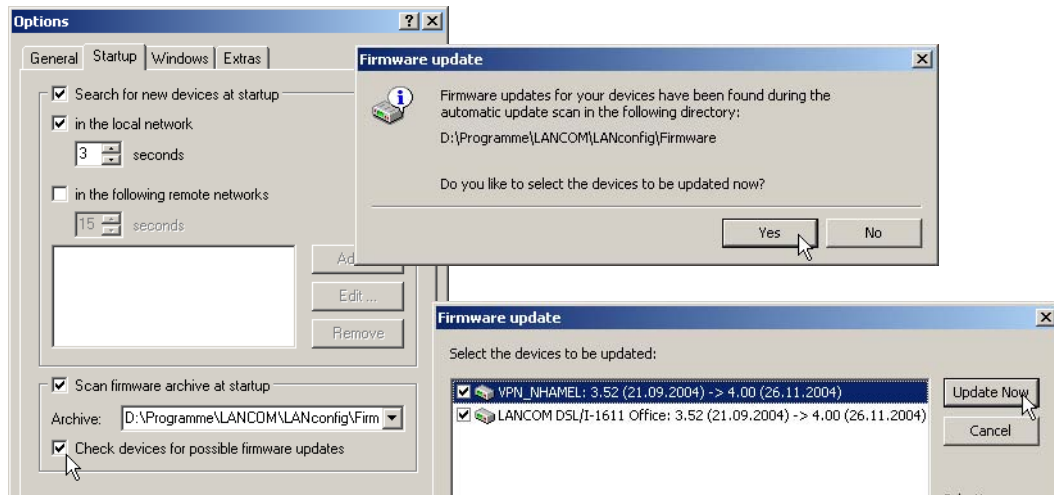 Options
General Startup Windows Extras
Search for new devices at startup
in the local network
3 seconds
in the following remote networks
15 seconds
Edit ...
Remove
Scan firmware archive at startup
Archive: D:\Programme\LANCOM\LANconfig\Firm
Check devices for possible firmware updates
Firmware update
Firmware updates for your devices have been found during the
automatic update scan in the following directory:
D:\Programme\LANCOM\LANconfig\Firmware
Do you like to select the devices to be updated now?
Yes No
Firmware update
Select the devices to be updated:
VPN_NHAMEL: 3.52 (21.09.2004) -> 4.00 (26.11.2004)
LANCOM DSL/I-1611 Office: 3.52 (21.09.2004) -> 4.00 (26.11.2004)
Update Now
Cancel